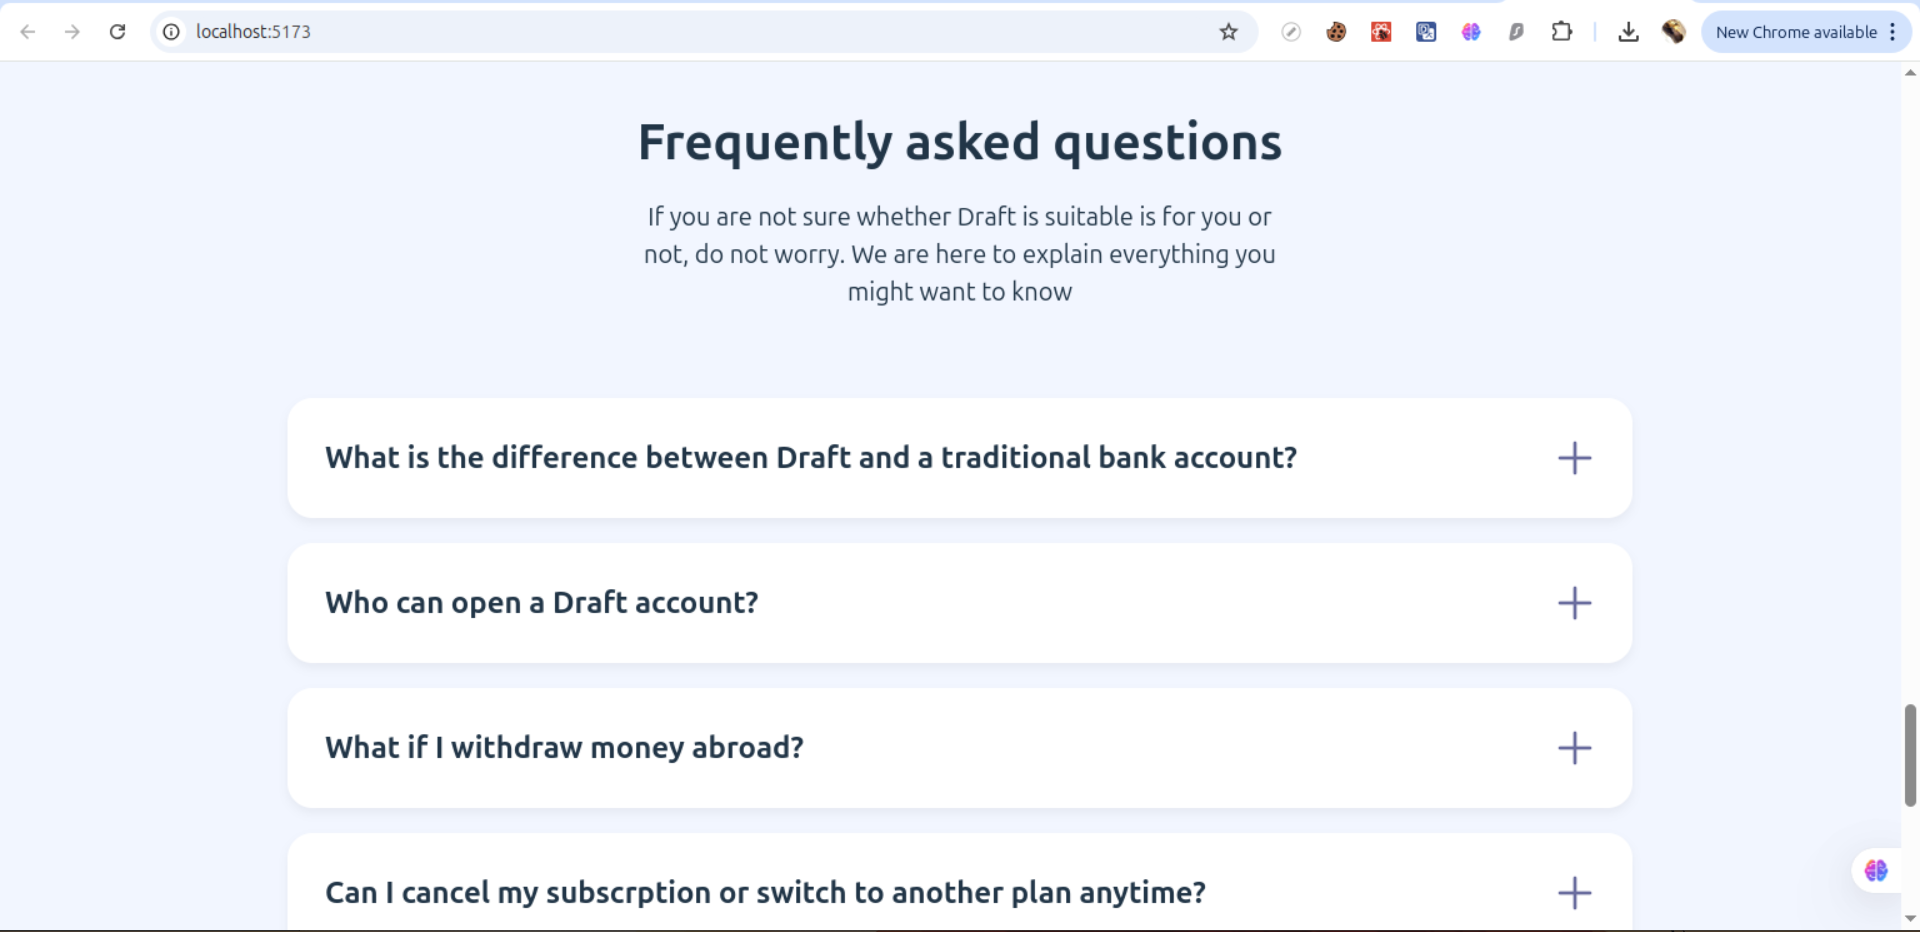 localhost:5173
New Chrome available
Frequently asked questions
If you are not sure whether Draft is suitable is for you or
not, do not worry. We are here to explain everything you
might want to know
What is the difference between Draft and a traditional bank account?
Who can open a Draft account?
What if I withdraw money abroad?
Can I cancel my subscrption or switch to another plan anytime?